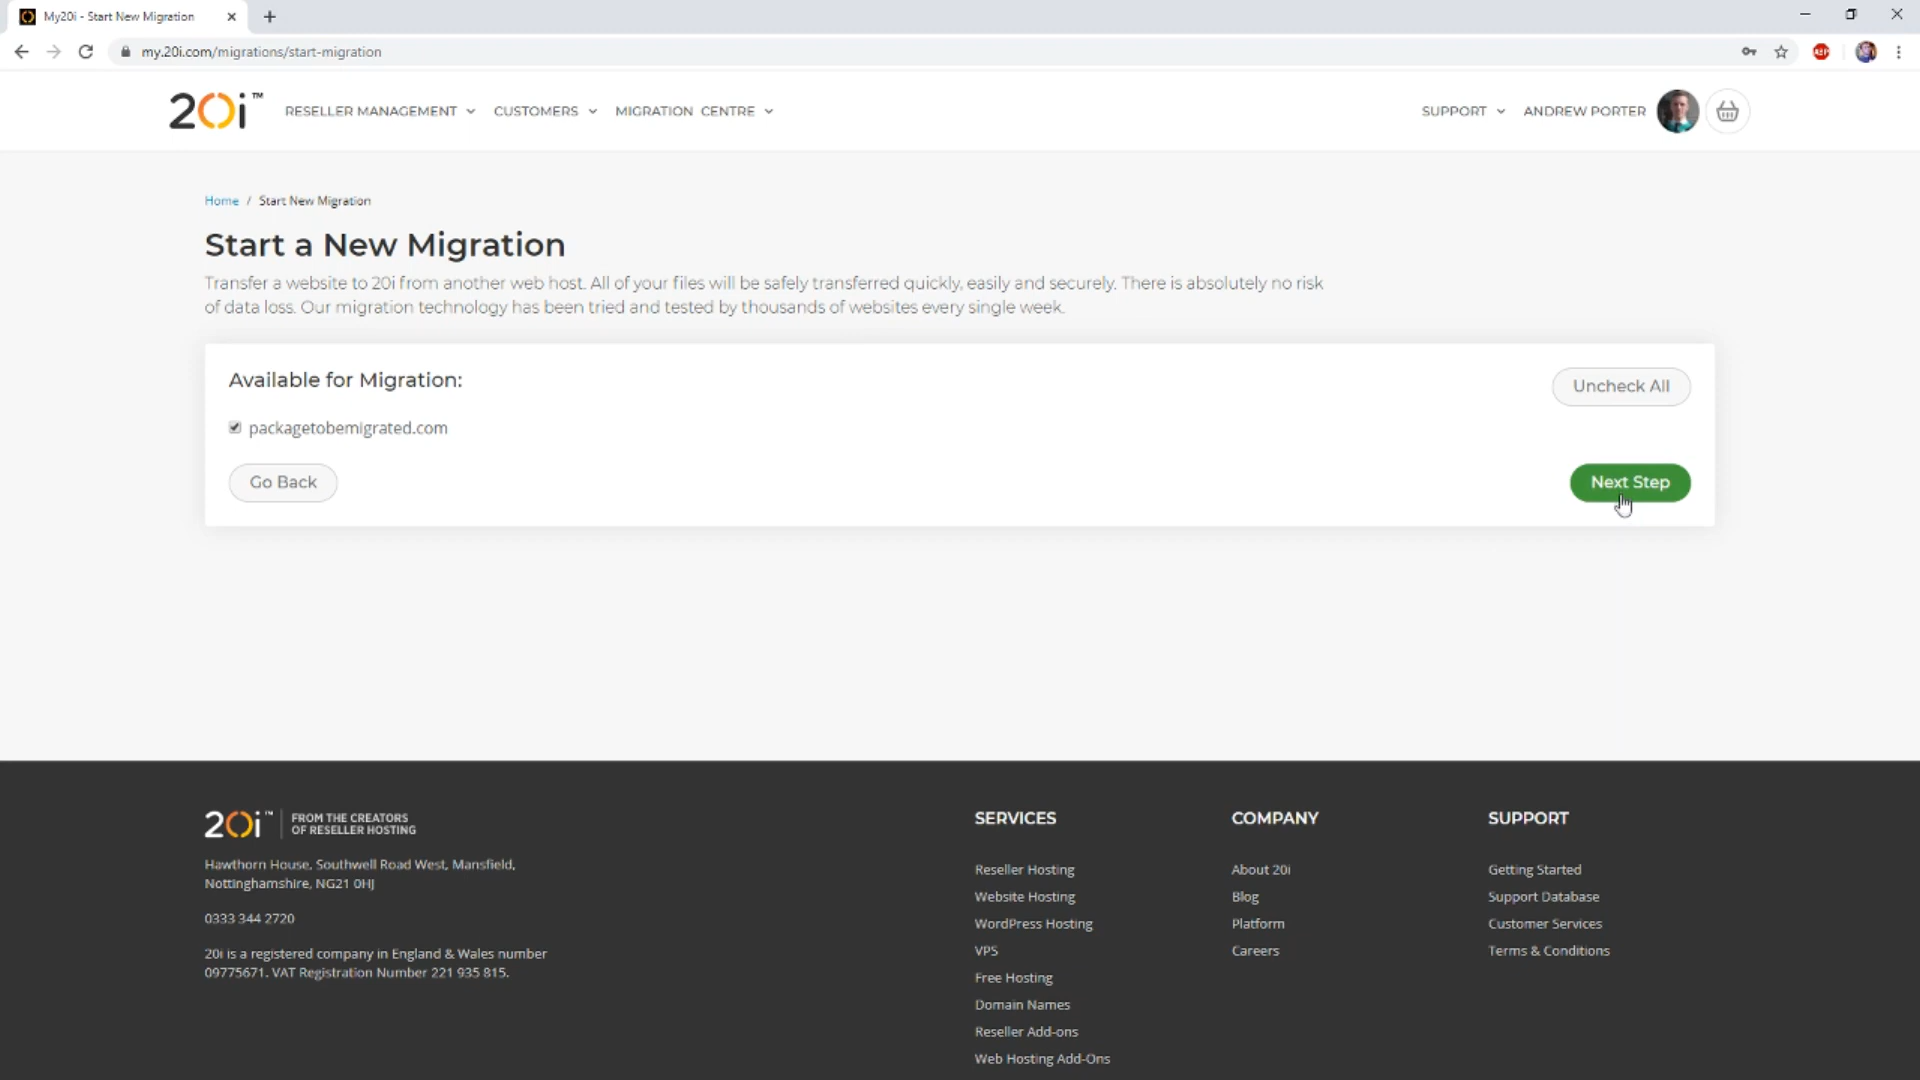 My20i - Start New Migration
my.20i.com/migrations/start-migration
ABP
20i™
RESELLER MANAGEMENT
CUSTOMERS
MIGRATION CENTRE
SUPPORT
ANDREW PORTER
Home / Start New Migration
Start a New Migration
Transfer a website to 20i from another web host. All of your files will be safely transferred quickly, easily and securely. There is absolutely no risk
of data loss. Our migration technology has been tried and tested by thousands of websites every single week.
Available for Migration:
Uncheck All
packagetobemigrated.com
Go Back
Next Step
20i™
FROM THE CREATORS
OF RESELLER HOSTING
Hawthorn House, Southwell Road West, Mansfield,
Nottinghamshire, NG21 0HJ
0333 344 2720
20i is a registered company in England & Wales number
09775671. VAT Registration Number 221 935 815.
SERVICES
Reseller Hosting
Website Hosting
WordPress Hosting
VPS
Free Hosting
Domain Names
Reseller Add-ons
Web Hosting Add-Ons
COMPANY
About 20i
Blog
Platform
Careers
SUPPORT
Getting Started
Support Database
Customer Services
Terms & Conditions